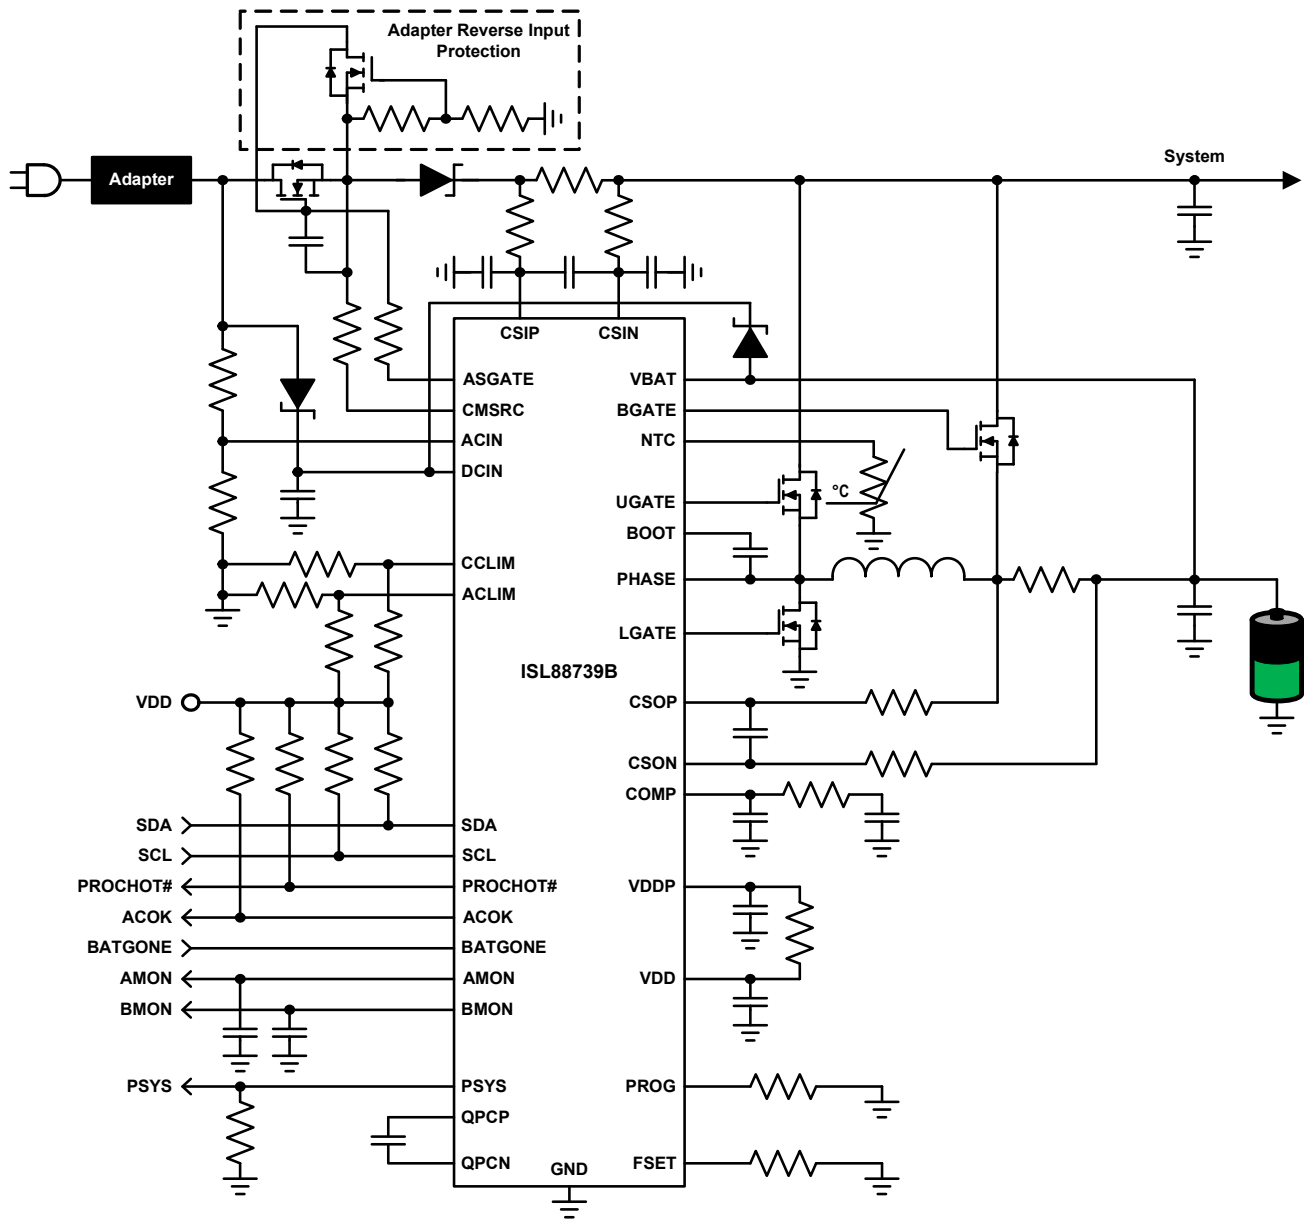 Adapter Reverse Input
Protection
Adapter
System
CSIP
CSIN
ASGATE
CMSRC
ACIN
DCIN
CCLIM
ACLIM
VBAT
BGATE
NTC
UGATE
BOOT
PHASE
LGATE
°C
ISL88739B
CSOP
CSON
COMP
VDD
SDA
SCL
PROCHOT#
ACOK
BATGONE
AMON
BMON
PSYS
SDA
SCL
PROCHOT#
ACOK
BATGONE
AMON
BMON
PSYS
QPCP
QPCN
GND
VDDP
VDD
PROG
FSET